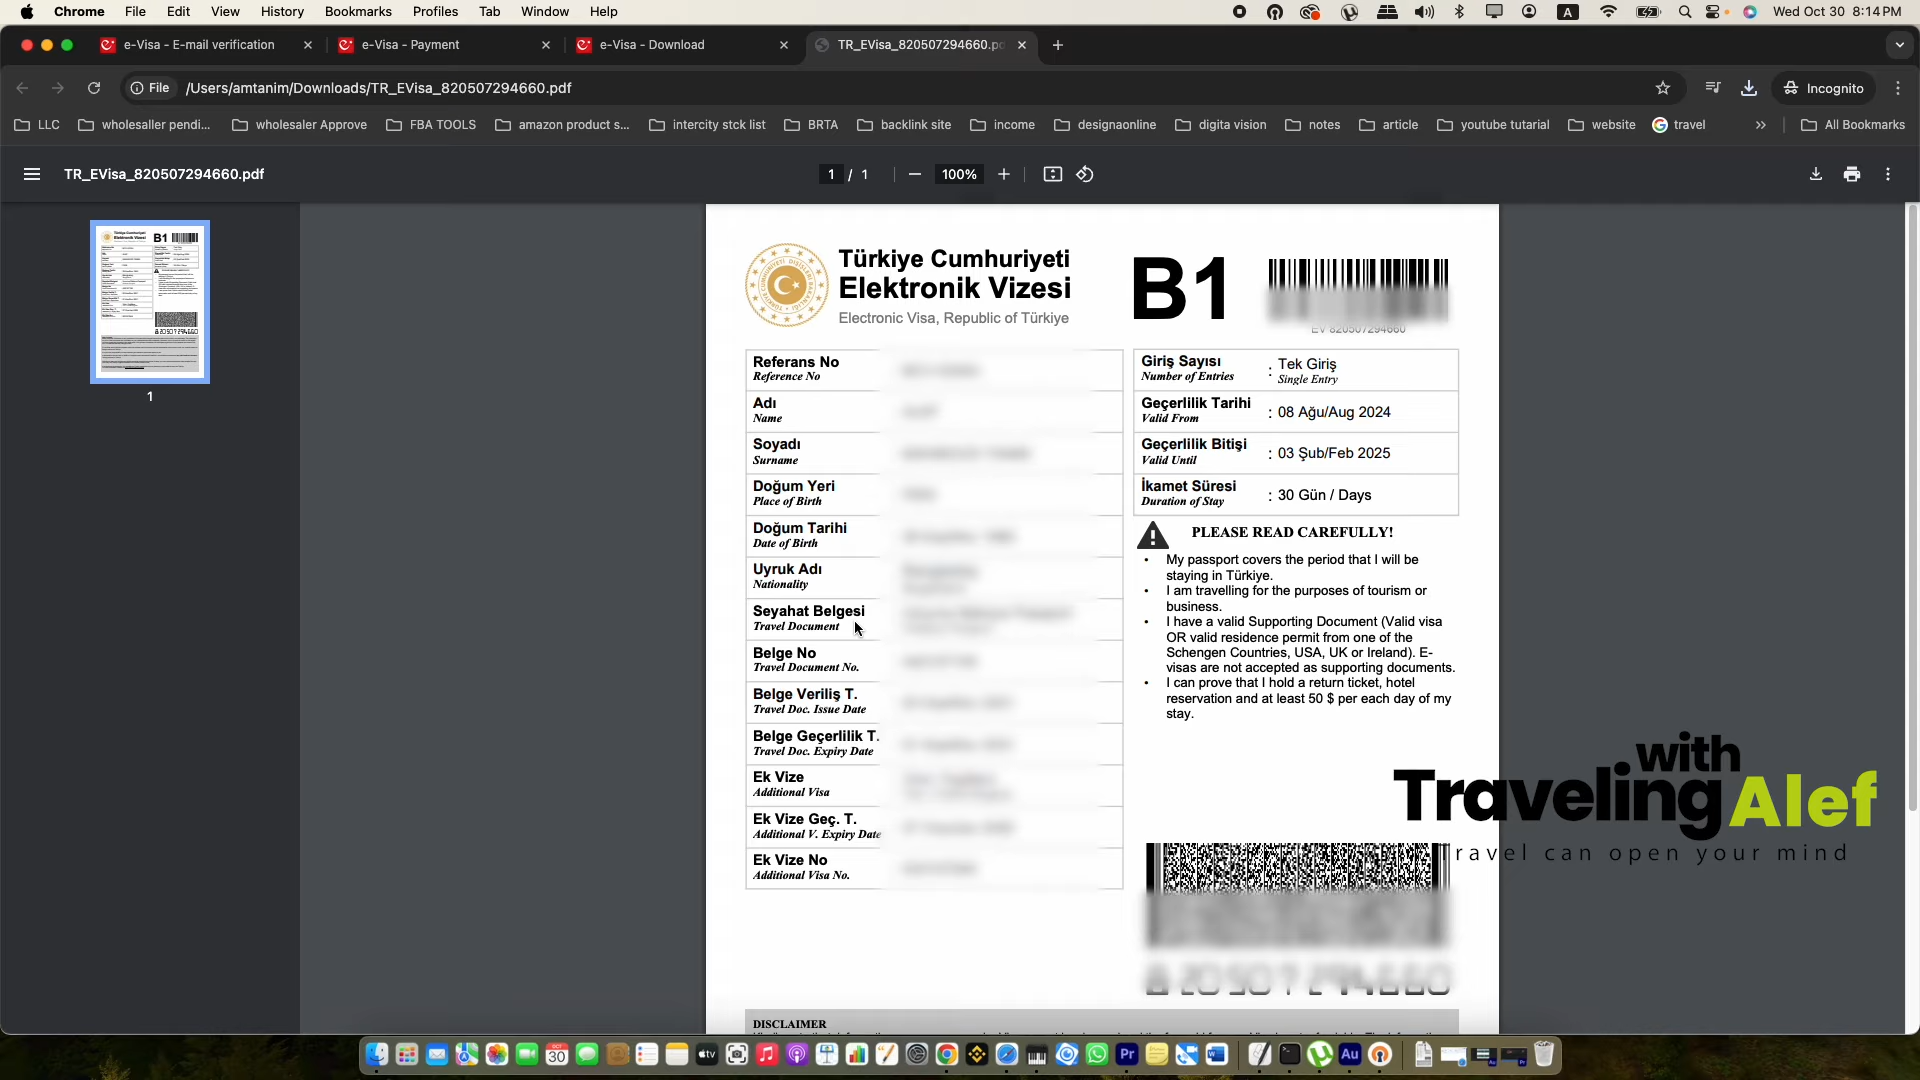 Chrome File Edit View History Bookmarks Profiles Tab Window Help
A
Wed Oct 30 8:14 PM
e-Visa - E-mail verification
e-Visa - Payment
e-Visa - Download
TR_EVisa_820507294660.pd
File /Users/amtanim/Downloads/TR_EVisa_820507294660.pdf
Incognito
LLC
wholesaller pendi...
wholesaler Approve
FBA TOOLS
amazon product s...
intercity stck list
BRTA
backlink site
income
designaonline
digita vision
notes
article
youtube tutarial
website
travel
»
All Bookmarks
TR_EVisa_820507294660.pdf
1 / 1
100%
1
Türkiye Cumhuriyeti
Elektronik Vizesi
Electronic Visa, Republic of Türkiye
B1
EV 820507294660
Referans No
Reference No
Adı
Name
Soyadı
Surname
Doğum Yeri
Place of Birth
Doğum Tarihi
Date of Birth
Uyruk Adı
Nationality
Seyahat Belgesi
Travel Document
Belge No
Travel Document No.
Belge Veriliş T.
Travel Doc. Issue Date
Belge Geçerlilik T.
Travel Doc. Expiry Date
Ek Vize
Additional Visa
Ek Vize Geç. T.
Additional V. Expiry Date
Ek Vize No
Additional Visa No.
Giriş Sayısı
Number of Entries
: Tek Giriş
Single Entry
Geçerlilik Tarihi
Valid From
: 08 Ağu/Aug 2024
Geçerlilik Bitişi
Valid Until
: 03 Şub/Feb 2025
İkamet Süresi
Duration of Stay
: 30 Gün / Days
PLEASE READ CAREFULLY!
• My passport covers the period that I will be
staying in Türkiye.
• I am travelling for the purposes of tourism or
business.
• I have a valid Supporting Document (Valid visa
OR valid residence permit from one of the
Schengen Countries, USA, UK or Ireland). E-
visas are not accepted as supporting documents.
• I can prove that I hold a return ticket, hotel
reservation and at least 50 $ per each day of my
stay.
with
Traveling Alef
Travel can open your mind
820507294660
DISCLAIMER
OCT
30
tv
Pr
W
Au